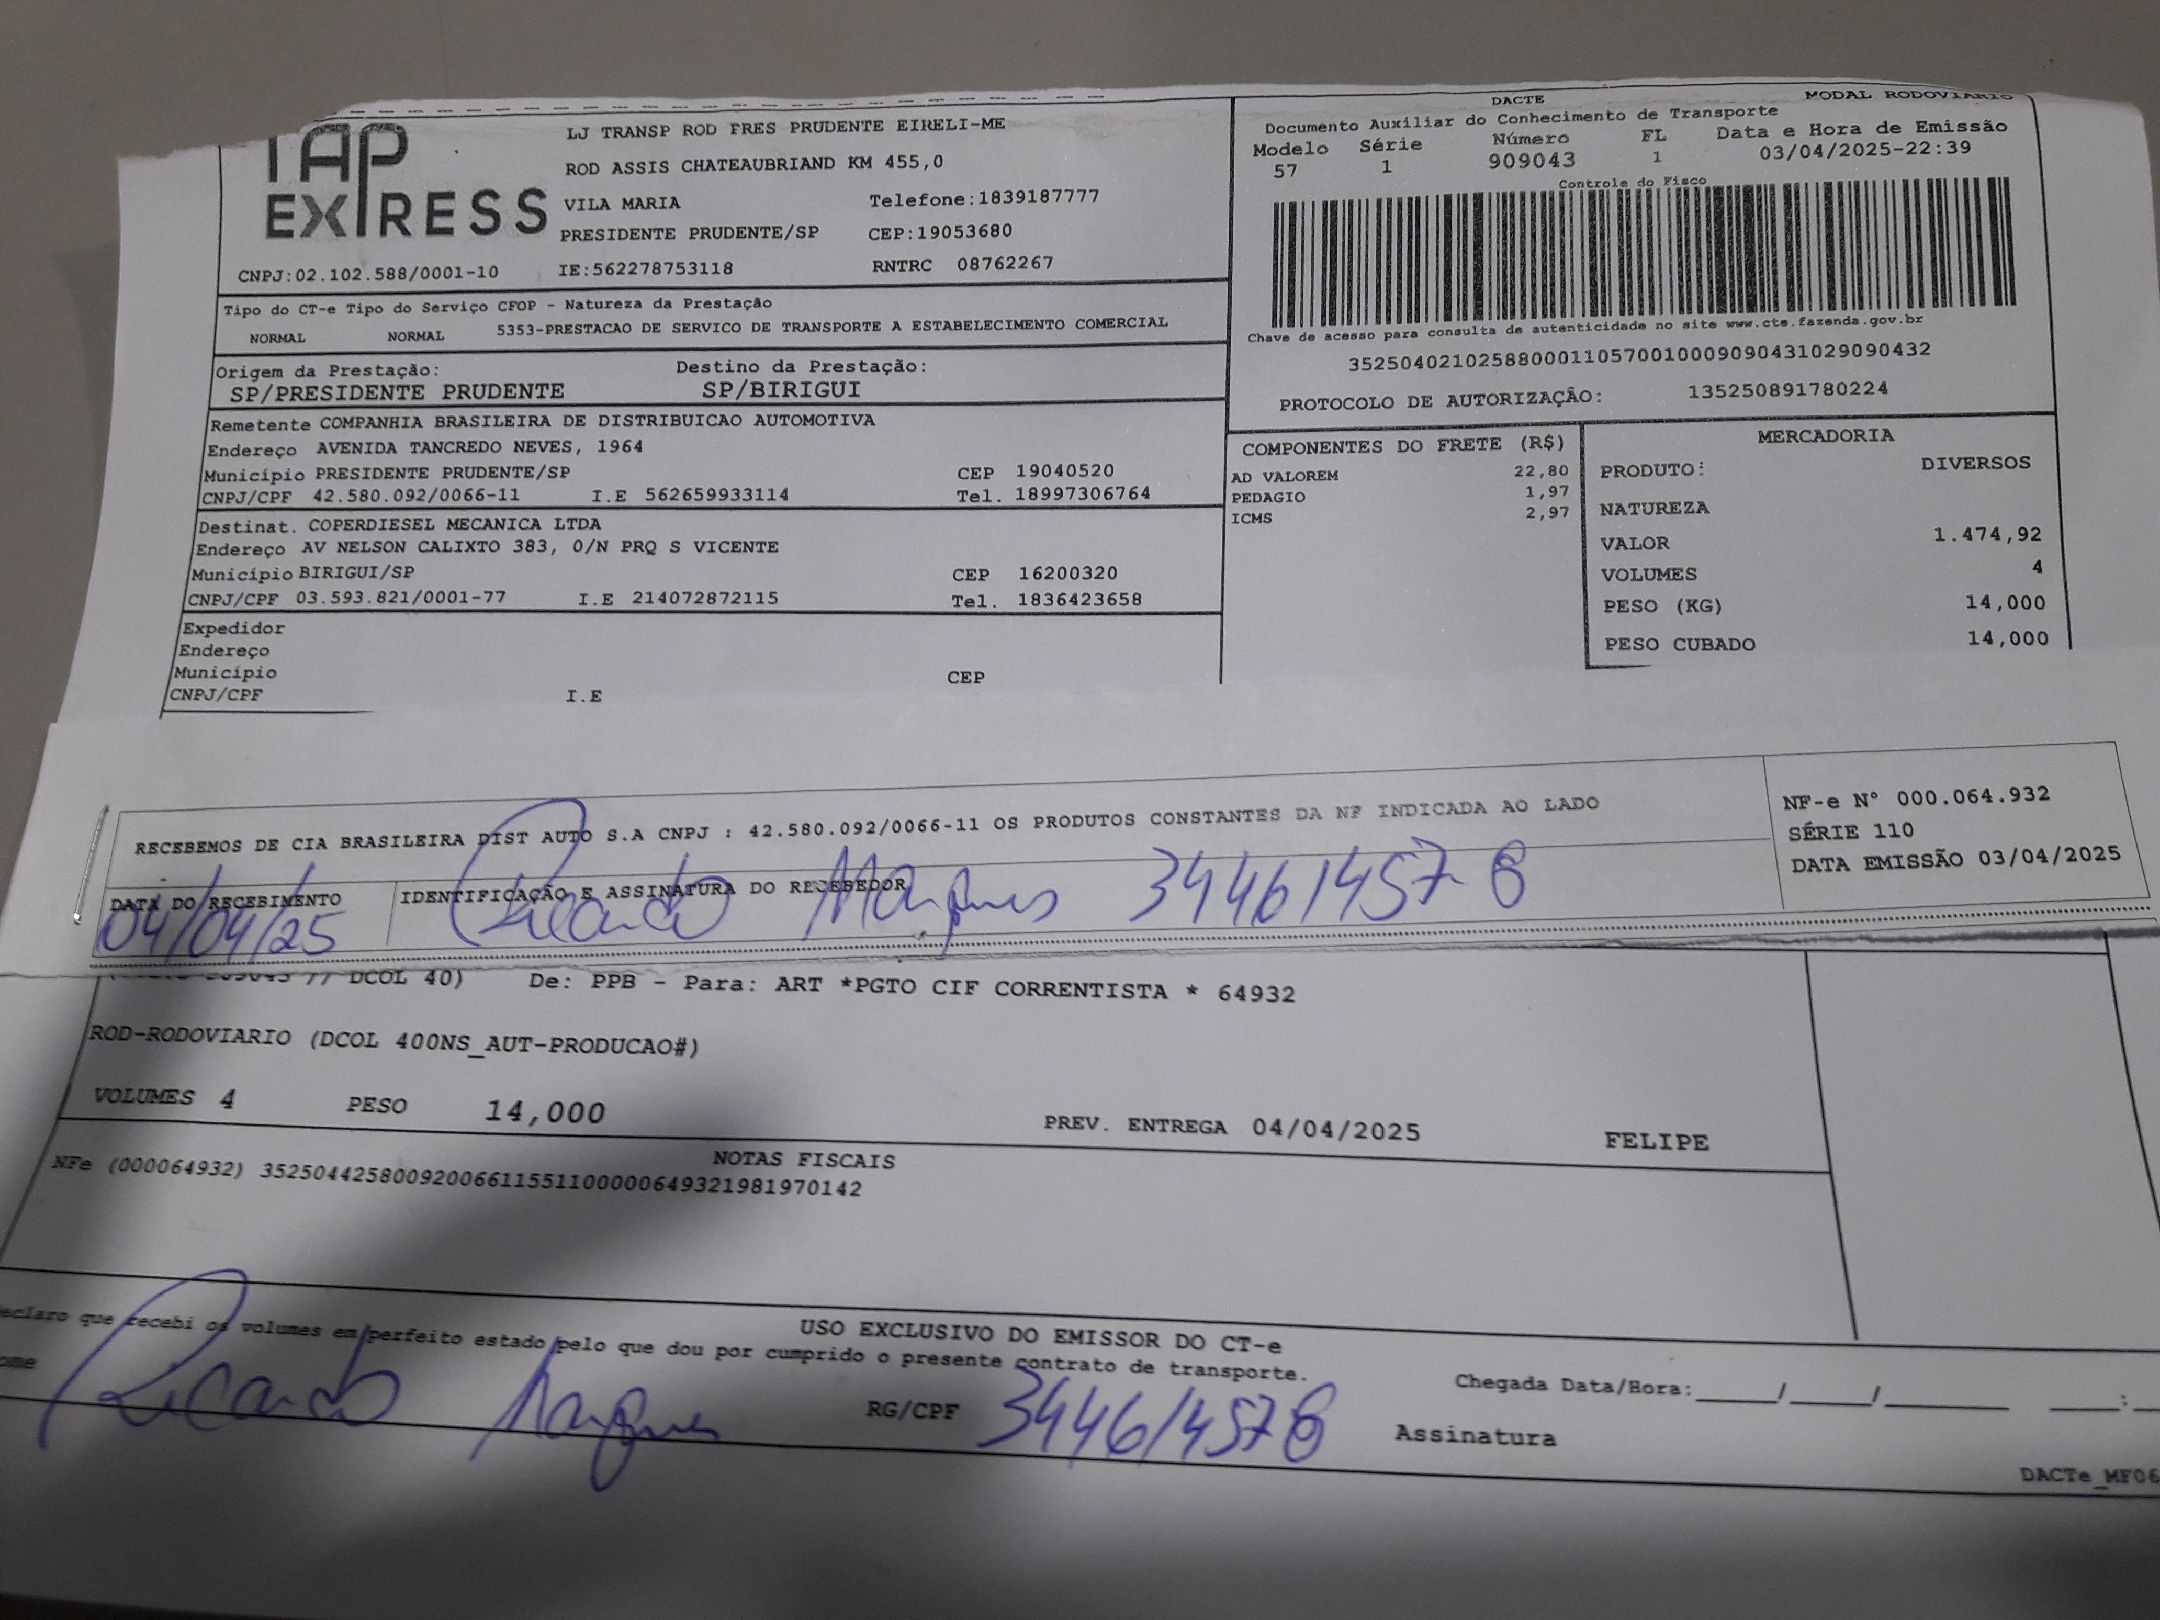 TAP
EXPRESS
LJ TRANSP ROD FRES PRUDENTE EIRELI-ME
ROD ASSIS CHATEAUBRIAND KM 455,0
VILA MARIA Telefone:1839187777
PRESIDENTE PRUDENTE/SP CEP:19053680
CNPJ:02.102.588/0001-10 IE:562278753118 RNTRC 08762267
DACTE MODAL RODOVIARIO
Documento Auxiliar do Conhecimento de Transporte
Modelo Série Número FL Data e Hora de Emissão
57 1 909043 1 03/04/2025-22:39
Controle do Fisco
Chave de acesso para consulta de autenticidade no site www.cte.fazenda.gov.br
35250402102588000110570010009090431029090432
PROTOCOLO DE AUTORIZAÇÃO: 135250891780224
Tipo do CT-e Tipo do Serviço CFOP - Natureza da Prestação
NORMAL NORMAL 5353-PRESTACAO DE SERVICO DE TRANSPORTE A ESTABELECIMENTO COMERCIAL
Origem da Prestação: Destino da Prestação:
SP/PRESIDENTE PRUDENTE SP/BIRIGUI
Remetente COMPANHIA BRASILEIRA DE DISTRIBUICAO AUTOMOTIVA
Endereço AVENIDA TANCREDO NEVES, 1964
Município PRESIDENTE PRUDENTE/SP CEP 19040520
CNPJ/CPF 42.580.092/0066-11 I.E 562659933114 Tel. 18997306764
Destinat. COPERDIESEL MECANICA LTDA
Endereço AV NELSON CALIXTO 383, 0/N PRQ S VICENTE
Município BIRIGUI/SP CEP 16200320
CNPJ/CPF 03.593.821/0001-77 I.E 214072872115 Tel. 1836423658
Expedidor
Endereço
Município CEP
CNPJ/CPF I.E
COMPONENTES DO FRETE (R$)
AD VALOREM 22,80
PEDAGIO 1,97
ICMS 2,97
MERCADORIA
PRODUTO: DIVERSOS
NATUREZA
VALOR 1.474,92
VOLUMES 4
PESO (KG) 14,000
PESO CUBADO 14,000
RECEBEMOS DE CIA BRASILEIRA DIST AUTO S.A CNPJ : 42.580.092/0066-11 OS PRODUTOS CONSTANTES DA NF INDICADA AO LADO
NF-e N° 000.064.932
SÉRIE 110
DATA EMISSÃO 03/04/2025
DATA DO RECEBIMENTO IDENTIFICAÇÃO E ASSINATURA DO RECEBEDOR
04/04/25 Ricardo Marques 34461457-8
DCOL 40) De: PPB - Para: ART *PGTO CIF CORRENTISTA * 64932
ROD-RODOVIARIO (DCOL 400NS_AUT-PRODUCAO#)
VOLUMES 4 PESO 14,000 PREV. ENTREGA 04/04/2025 FELIPE
NOTAS FISCAIS
NFe (000064932) 35250442580092006611551100000649321981970142
USO EXCLUSIVO DO EMISSOR DO CT-e
eclaro que recebi os volumes em perfeito estado pelo que dou por cumprido o presente contrato de transporte.
ome Ricardo Marques RG/CPF 344614578 Chegada Data/Hora:_____/_____/_______ ____:
Assinatura
DACTe_MF06